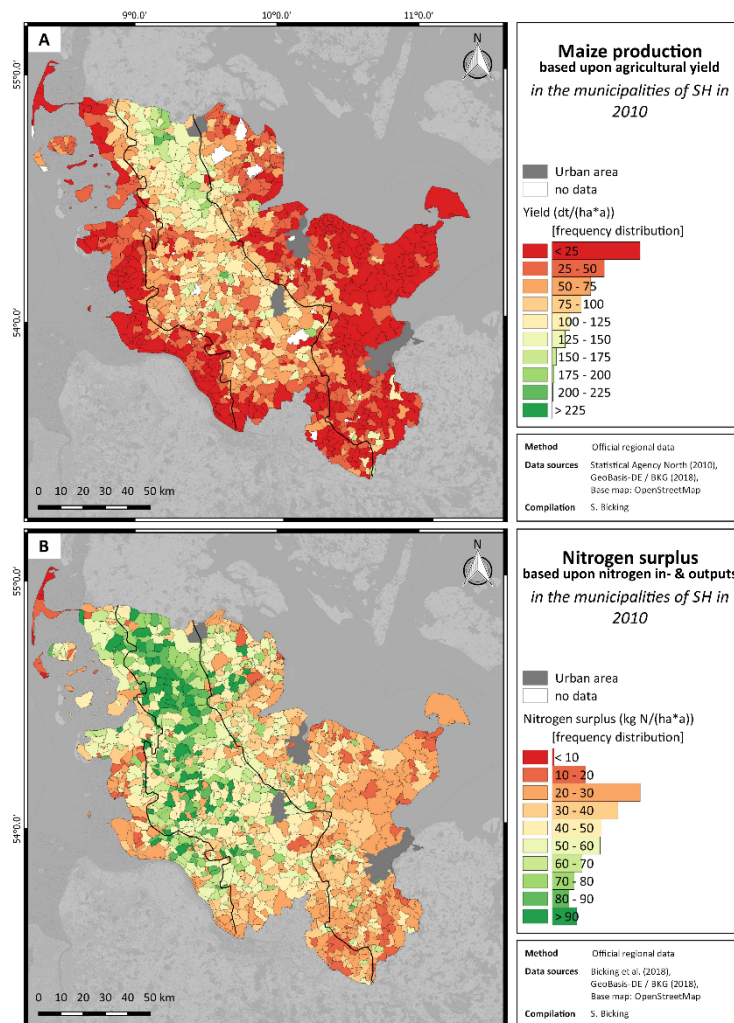 9°0.0'
10°0.0'
11°0.0'
A
N
55°0.0'
54°0.0'
0 10 20 30 40 50 km
Maize production
based upon agricultural yield
in the municipalities of SH in
2010
Urban area
no data
Yield (dt/(ha*a))
[frequency distribution]
< 25
25 - 50
50 - 75
75 - 100
100 - 125
125 - 150
150 - 175
175 - 200
200 - 225
> 225
Method Official regional data
Data sources Statistical Agency North (2010),
GeoBasis-DE / BKG (2018),
Base map: OpenStreetMap
Compilation S. Bicking
B
N
55°0.0'
54°0.0'
0 10 20 30 40 50 km
Nitrogen surplus
based upon nitrogen in- & outputs
in the municipalities of SH in
2010
Urban area
no data
Nitrogen surplus (kg N/(ha*a))
[frequency distribution]
< 10
10 - 20
20 - 30
30 - 40
40 - 50
50 - 60
60 - 70
70 - 80
80 - 90
> 90
Method Official regional data
Data sources Bicking et al. (2018),
GeoBasis-DE / BKG (2018),
Base map: OpenStreetMap
Compilation S. Bicking